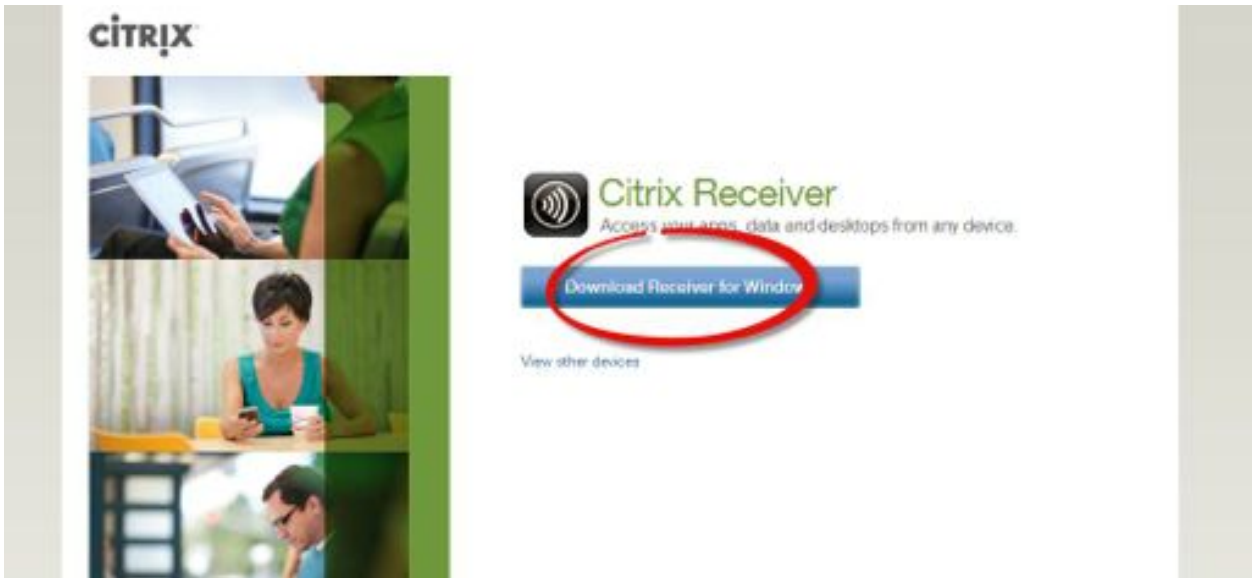 CITRIX
Citrix Receiver
Access your apps, data and desktops from any device.
Download Receiver for Window
View other devices